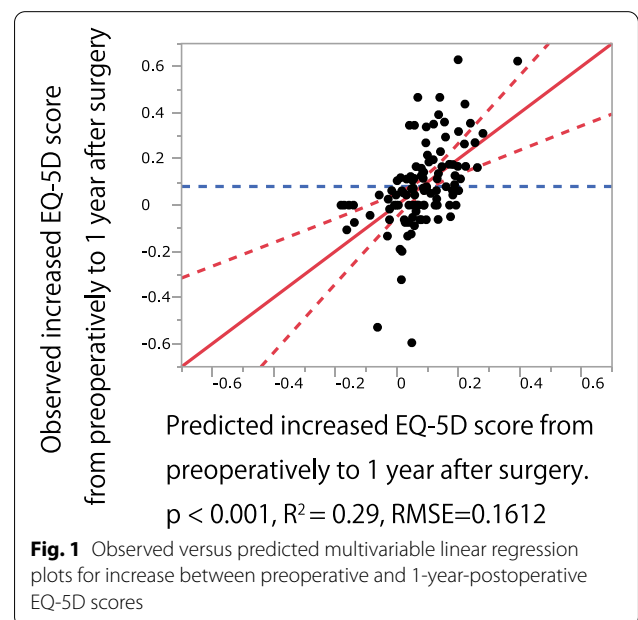 Observed increased EQ-5D score
from preoperatively to 1 year after surgery
0.6
0.4
0.2
0
-0.2
-0.4
-0.6
-0.6 -0.4 -0.2 0 0.2 0.4 0.6
Predicted increased EQ-5D score from
preoperatively to 1 year after surgery.
p < 0.001, R² = 0.29, RMSE=0.1612
Fig. 1 Observed versus predicted multivariable linear regression
plots for increase between preoperative and 1-year-postoperative
EQ-5D scores